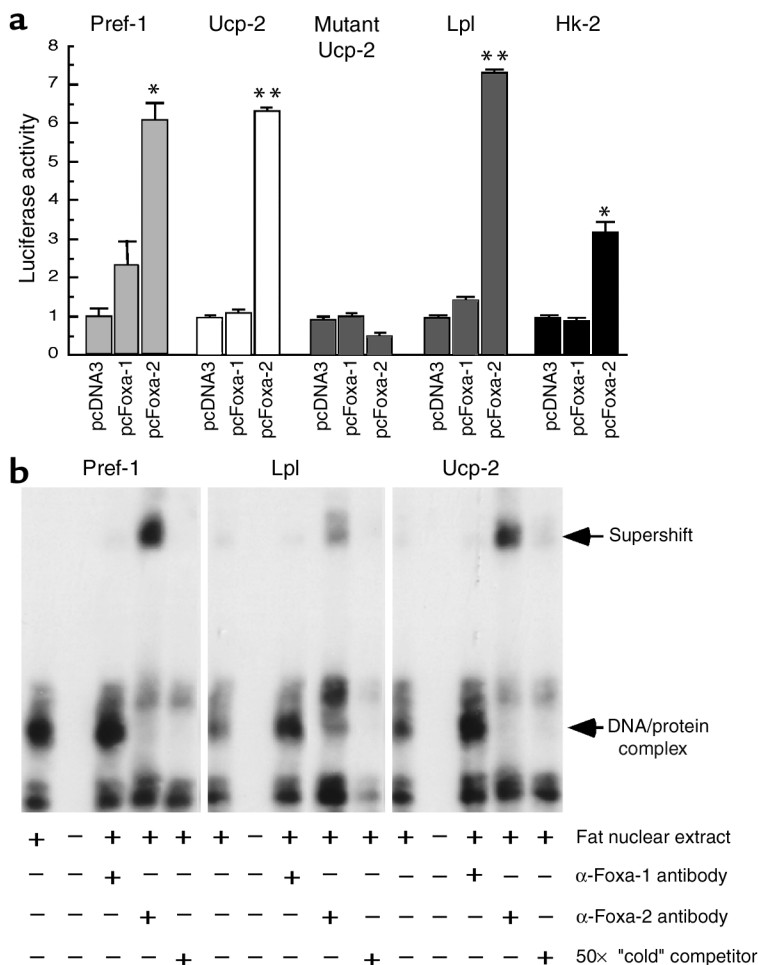 a
Pref-1 Ucp-2 Mutant Ucp-2 Lpl Hk-2
Luciferase activity
8
7
6
5
4
3
2
1
0
* ** ** *
pcDNA3 pcFoxa-1 pcFoxa-2 pcDNA3 pcFoxa-1 pcFoxa-2 pcDNA3 pcFoxa-1 pcFoxa-2 pcDNA3 pcFoxa-1 pcFoxa-2 pcDNA3 pcFoxa-1 pcFoxa-2
b
Pref-1 Lpl Ucp-2
Supershift
DNA/protein
complex
+ − + + + + − + + + + − + + + Fat nuclear extract
− − + − − − − + − − − − + − − α-Foxa-1 antibody
− − − + − − − − + − − − − + − α-Foxa-2 antibody
− − − − + − − − − + − − − − + 50× "cold" competitor